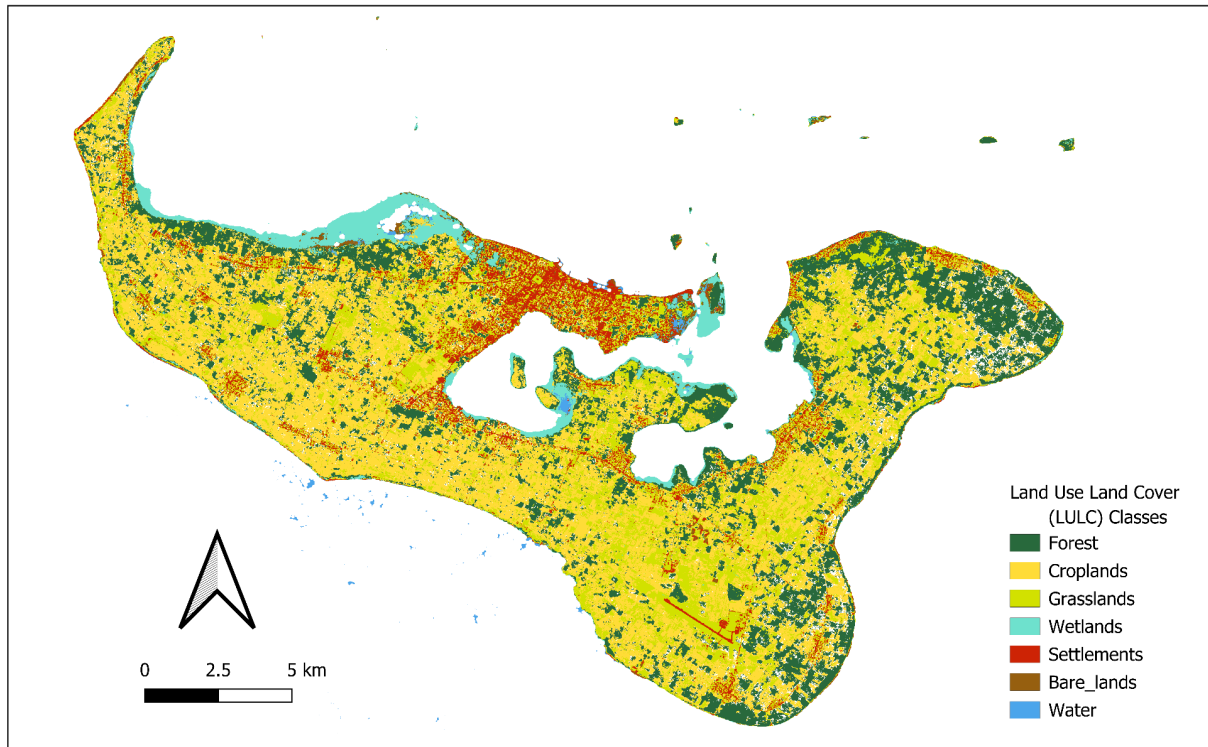 Land Use Land Cover
(LULC) Classes
Forest
Croplands
Grasslands
Wetlands
Settlements
Bare_lands
Water
0 2.5 5 km